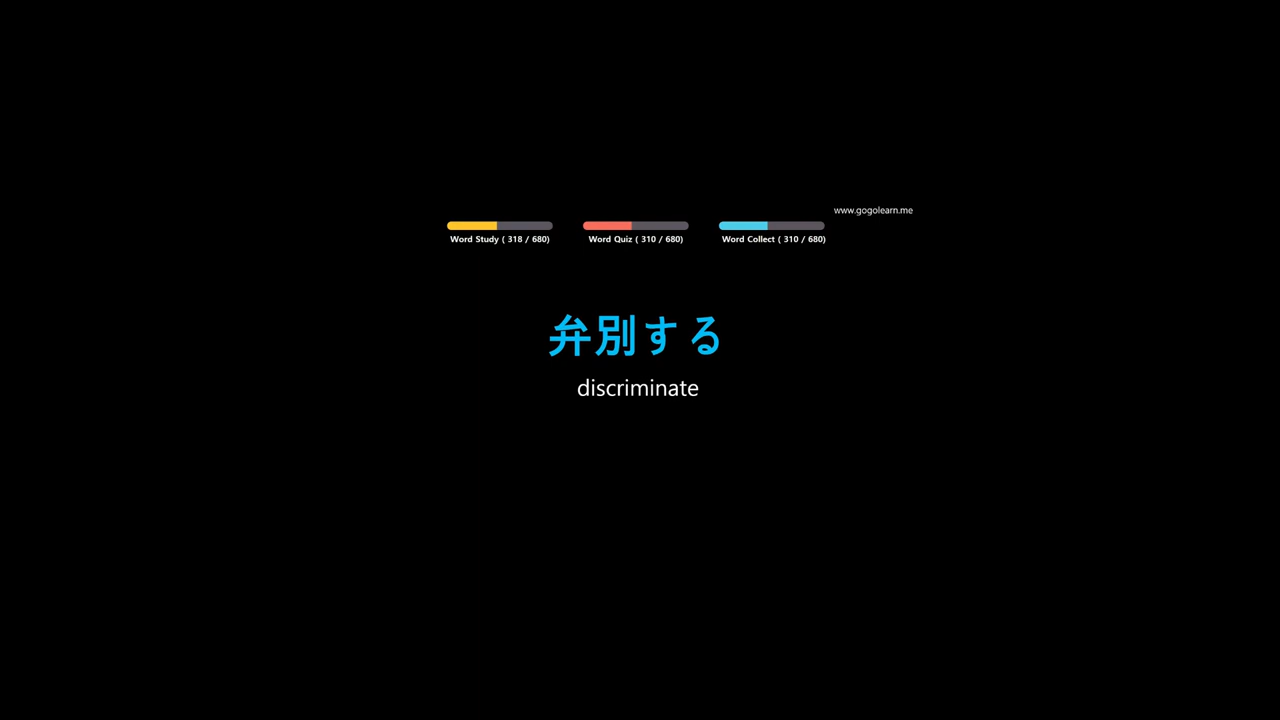 www.gogolearn.me
Word Study ( 318 / 680)
Word Quiz ( 310 / 680)
Word Collect ( 310 / 680)
弁別する
discriminate